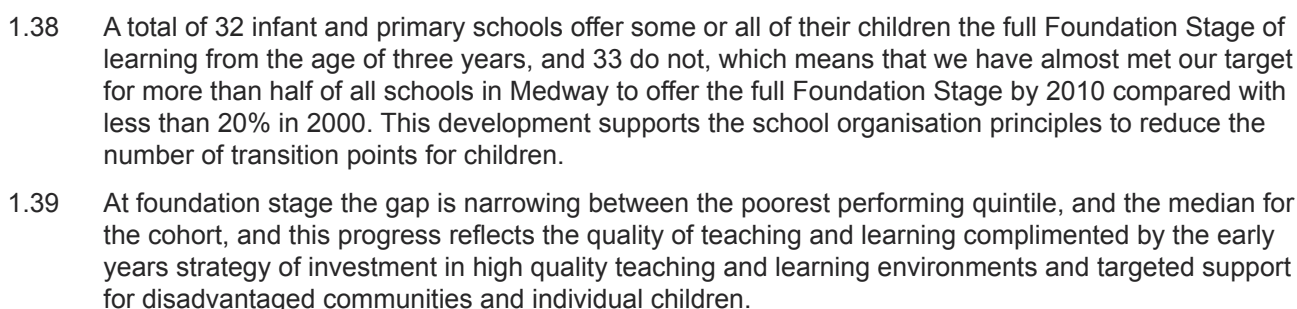 1.38 A total of 32 infant and primary schools offer some or all of their children the full Foundation Stage of
learning from the age of three years, and 33 do not, which means that we have almost met our target
for more than half of all schools in Medway to offer the full Foundation Stage by 2010 compared with
less than 20% in 2000. This development supports the school organisation principles to reduce the
number of transition points for children.
1.39 At foundation stage the gap is narrowing between the poorest performing quintile, and the median for
the cohort, and this progress reflects the quality of teaching and learning complimented by the early
years strategy of investment in high quality teaching and learning environments and targeted support
for disadvantaged communities and individual children.